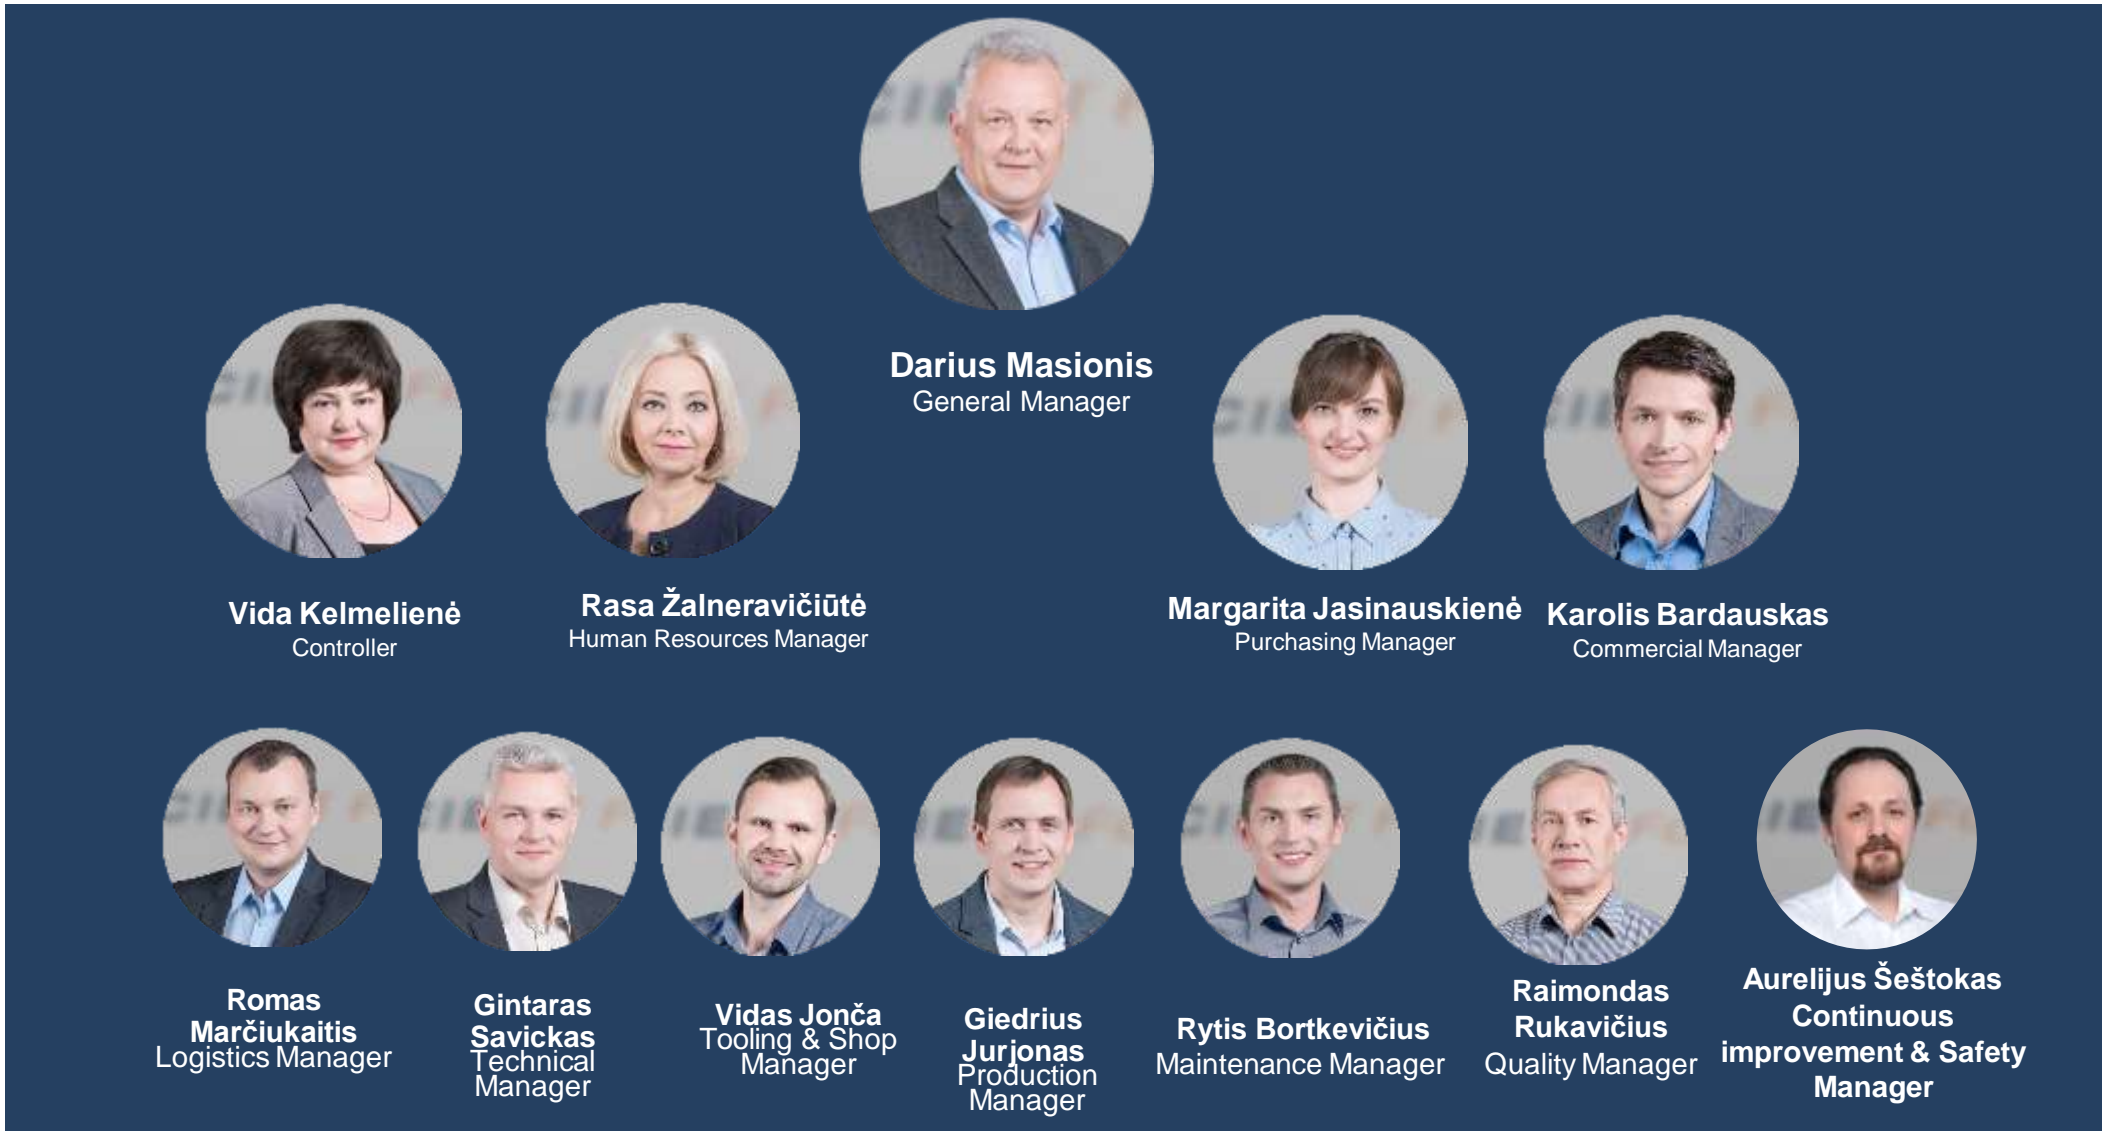 Darius Masionis
General Manager
Vida Kelmelienė
Controller
Rasa Žalneravičiūtė
Human Resources Manager
Margarita Jasinauskienė
Purchasing Manager
Karolis Bardauskas
Commercial Manager
Romas
Marčiukaitis
Logistics Manager
Gintaras
Savickas
Technical
Manager
Vidas Jonča
Tooling & Shop
Manager
Giedrius
Jurjonas
Production
Manager
Rytis Bortkevičius
Maintenance Manager
Raimondas
Rukavičius
Quality Manager
Aurelijus Šeštokas
Continuous
improvement & Safety
Manager